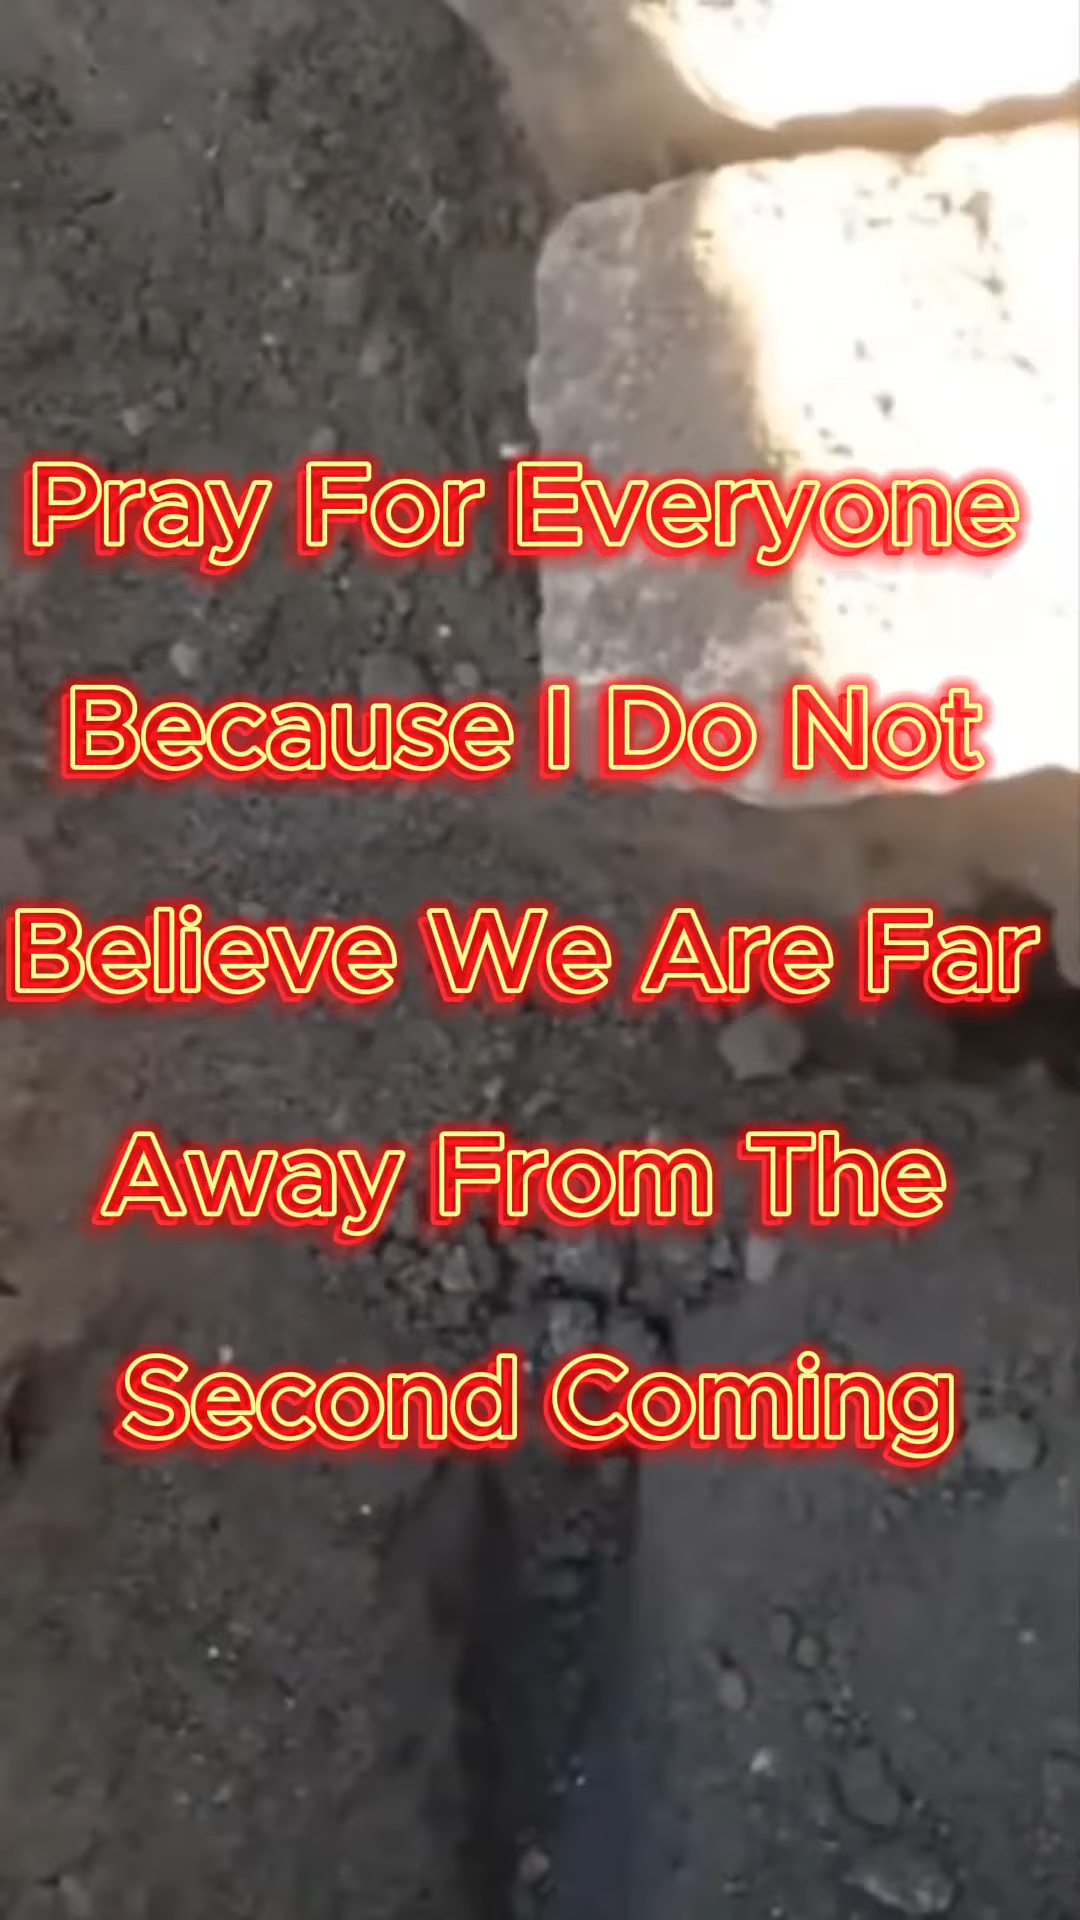 Pray For Everyone
Because I Do Not
Believe We Are Far
Away From The
Second Coming